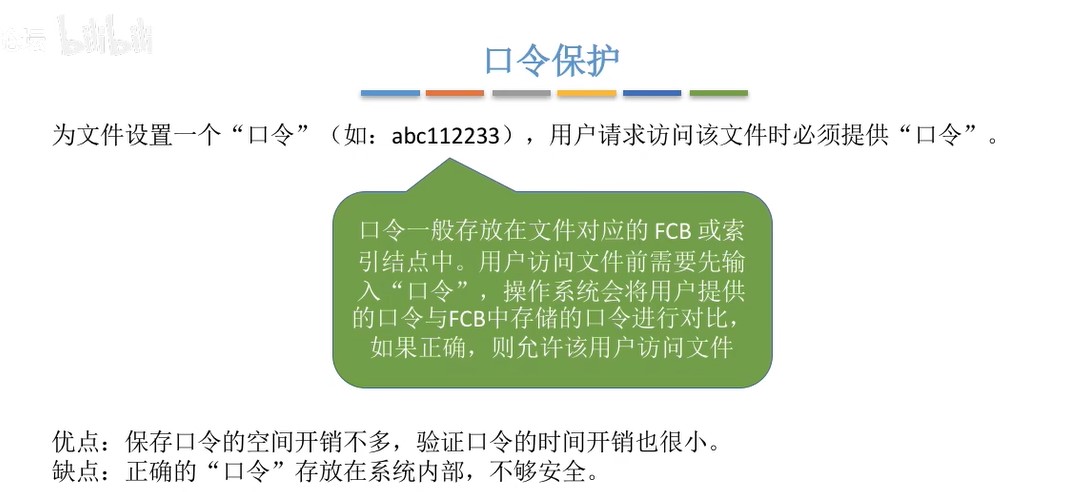 bilibili
口令保护
为文件设置一个“口令”（如：abc112233），用户请求访问该文件时必须提供“口令”。
口令一般存放在文件对应的 FCB 或索
引结点中。用户访问文件前需要先输
入“口令”，操作系统会将用户提供
的口令与FCB中存储的口令进行对比，
如果正确，则允许该用户访问文件
优点：保存口令的空间开销不多，验证口令的时间开销也很小。
缺点：正确的“口令”存放在系统内部，不够安全。